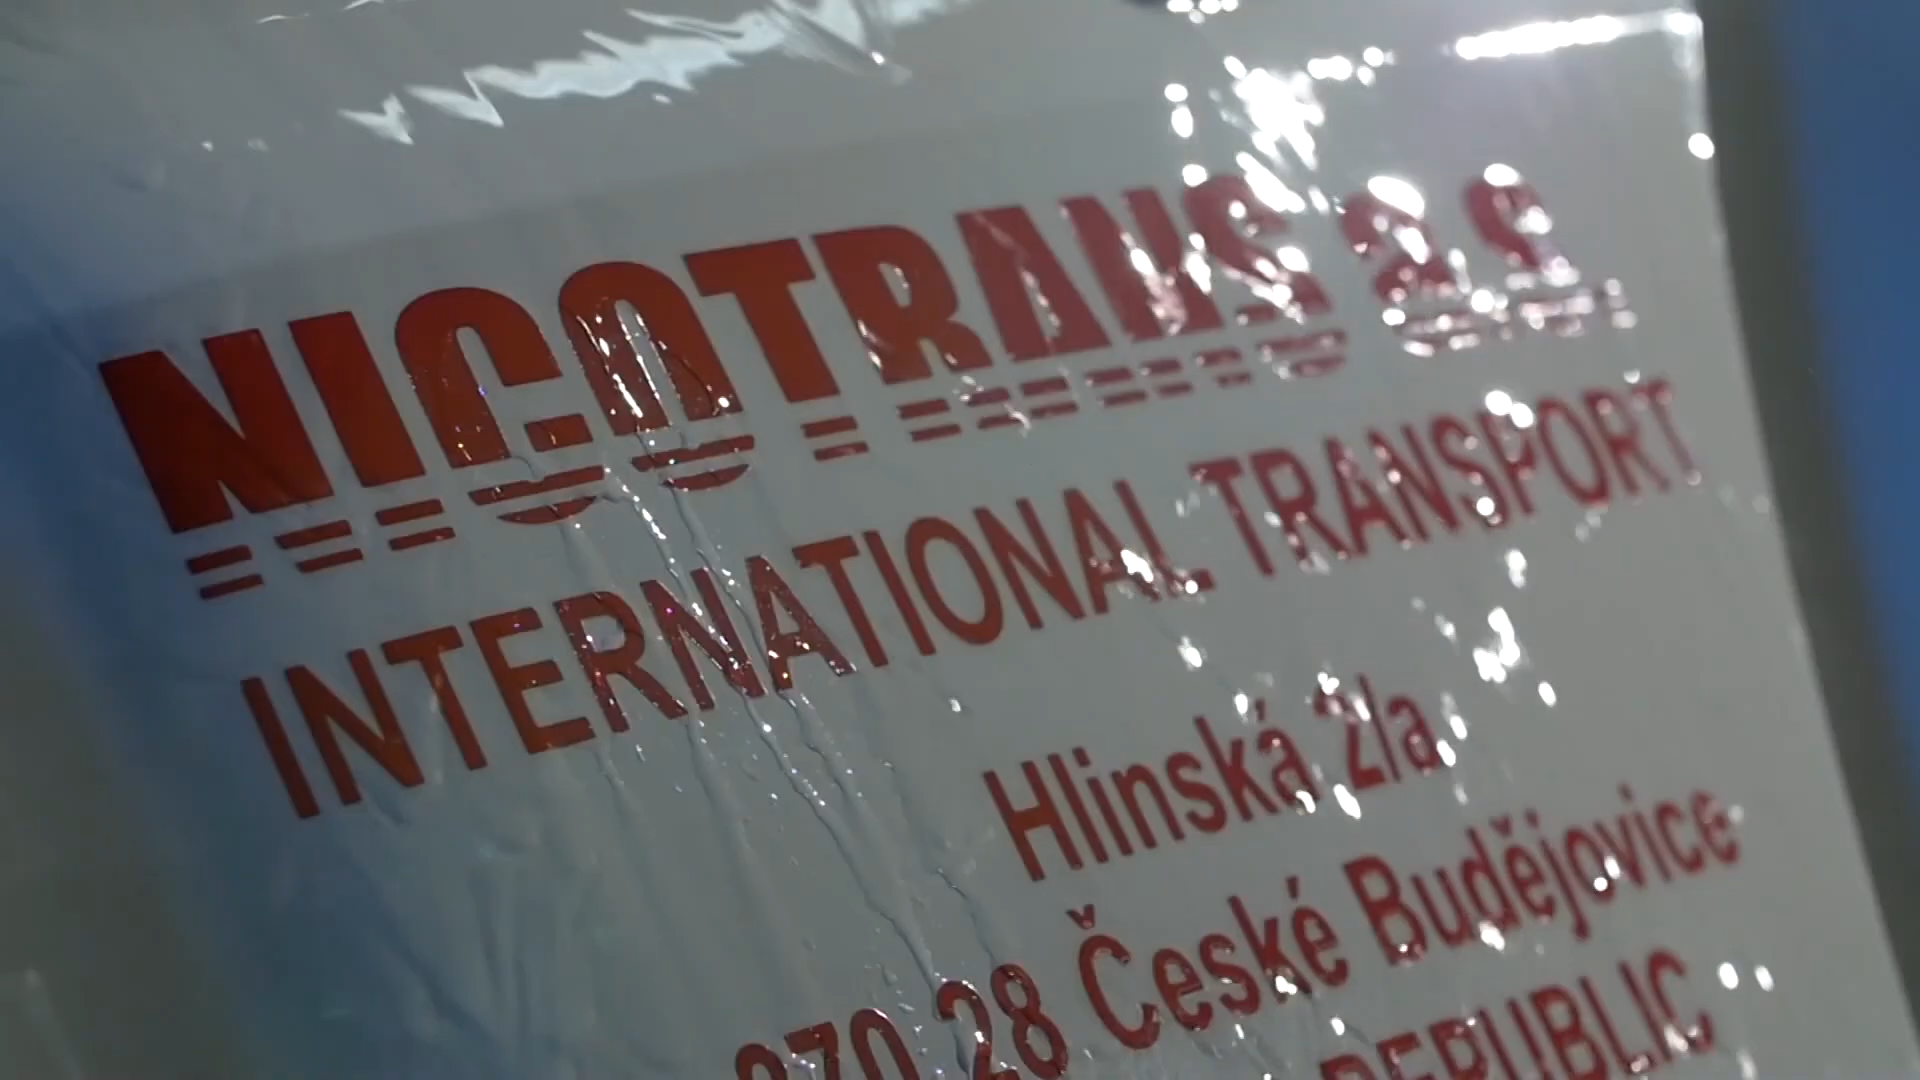 NICOTRANS a.s.
INTERNATIONAL TRANSPORT
Hlinská 2/a
370 28 České Budějovice
REPUBLIC